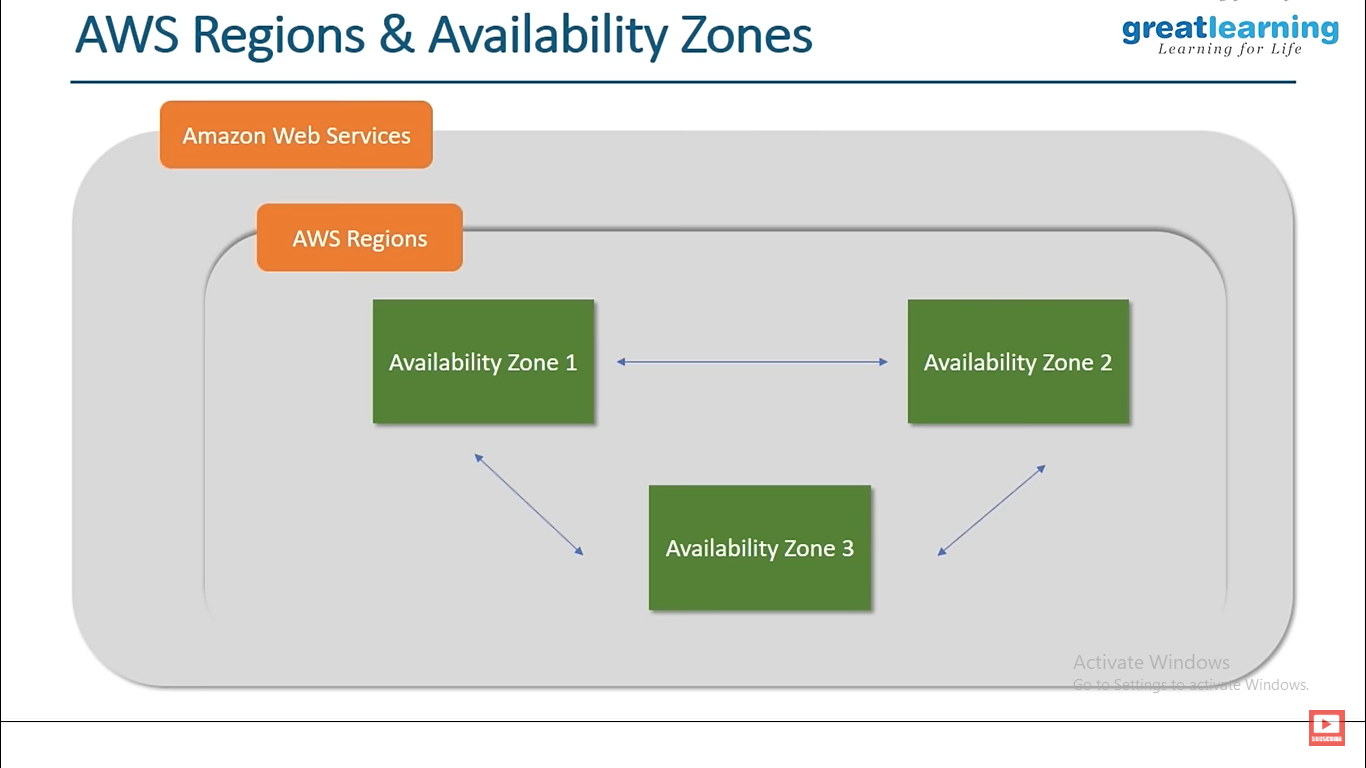 AWS Regions & Availability Zones
greatlearning
Learning for Life
Amazon Web Services
AWS Regions
Availability Zone 1
Availability Zone 2
Availability Zone 3
Activate Windows
Go to Settings to activate Windows.
SUBSCRIBE